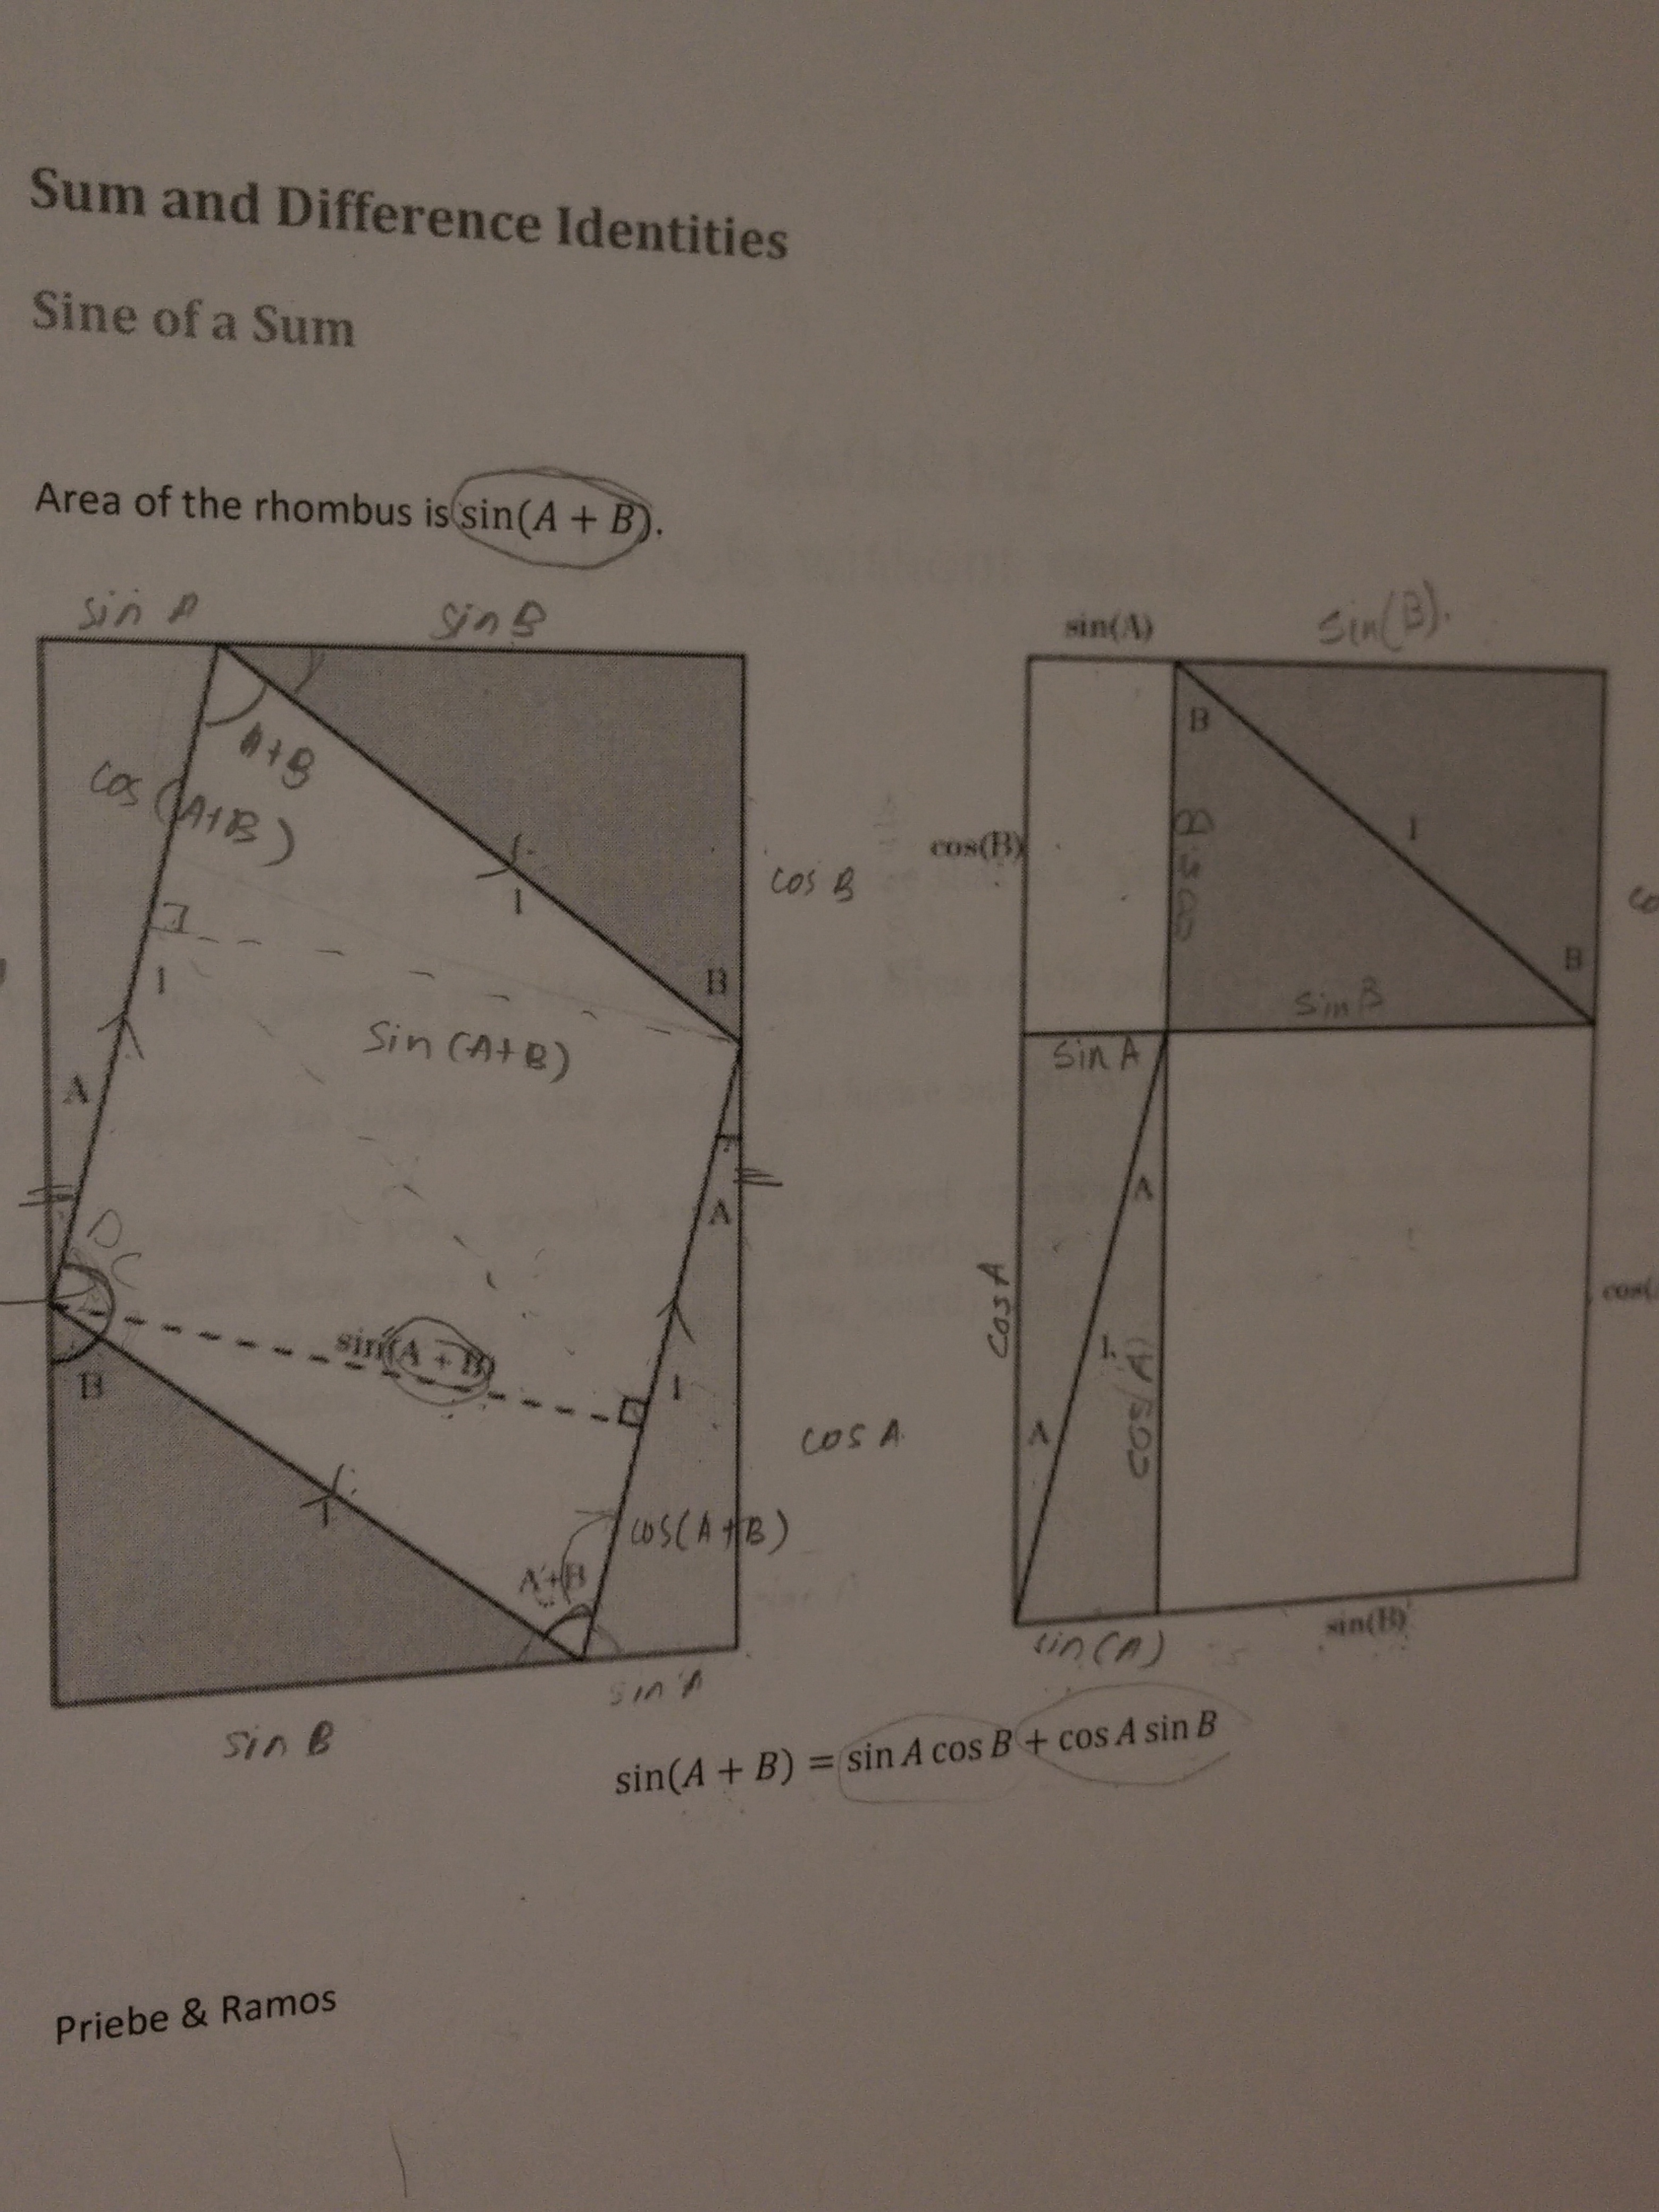 Sum and Difference Identities
Sine of a Sum
Area of the rhombus is sin(A + B).
sin A
sin B
A+B
cos (A+B)
cos B
1
1
B
sin (A+B)
A
A
B
sin(A + B)
1
1
cos A
cos(A+B)
A+B
sin A
sin B
sin(A)
sin(B).
B
cos(B)
cos B
1
B
sin B
sin A
A
cos A
1
cos(A)
A
sin(A)
sin(B)
sin(A + B) = sin A cos B + cos A sin B
Priebe & Ramos